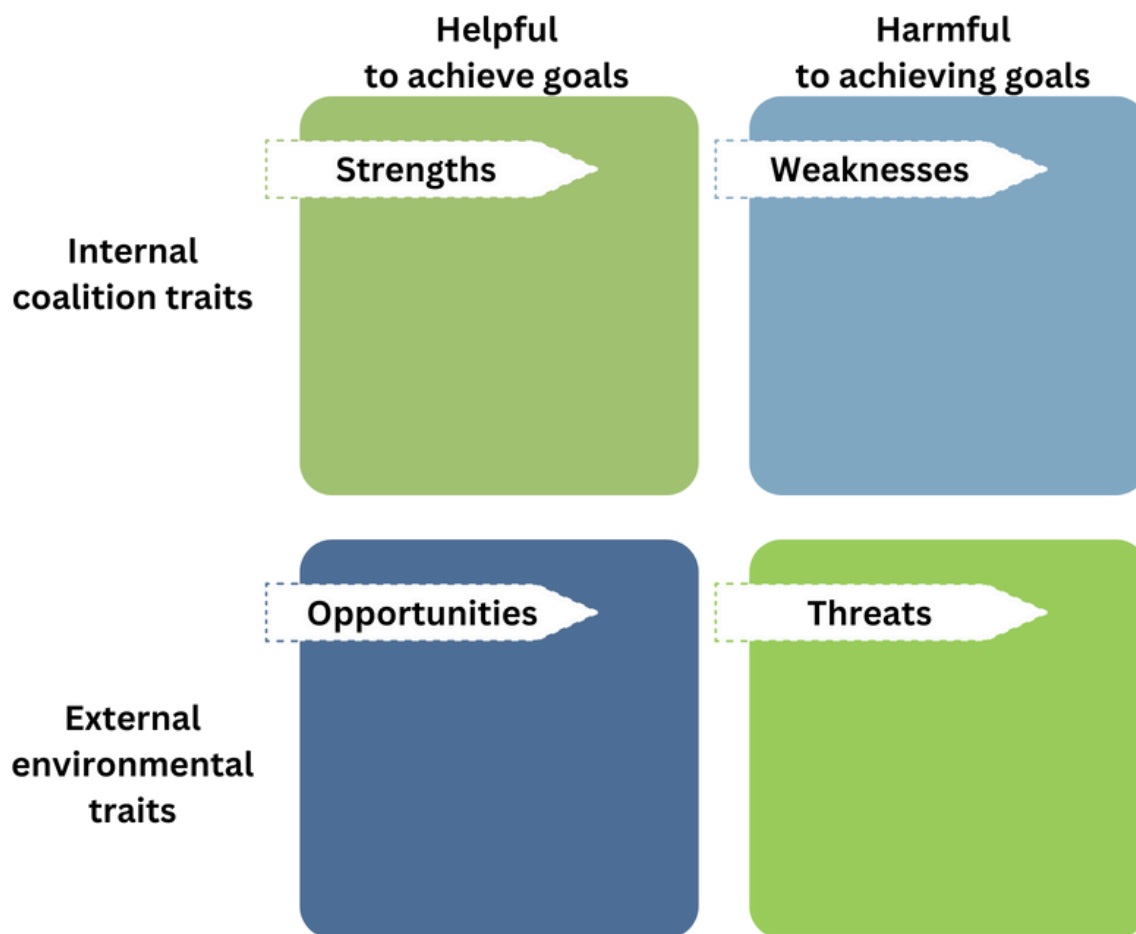 Helpful
to achieve goals
Harmful
to achieving goals
Strengths
Weaknesses
Internal
coalition traits
Opportunities
Threats
External
environmental
traits